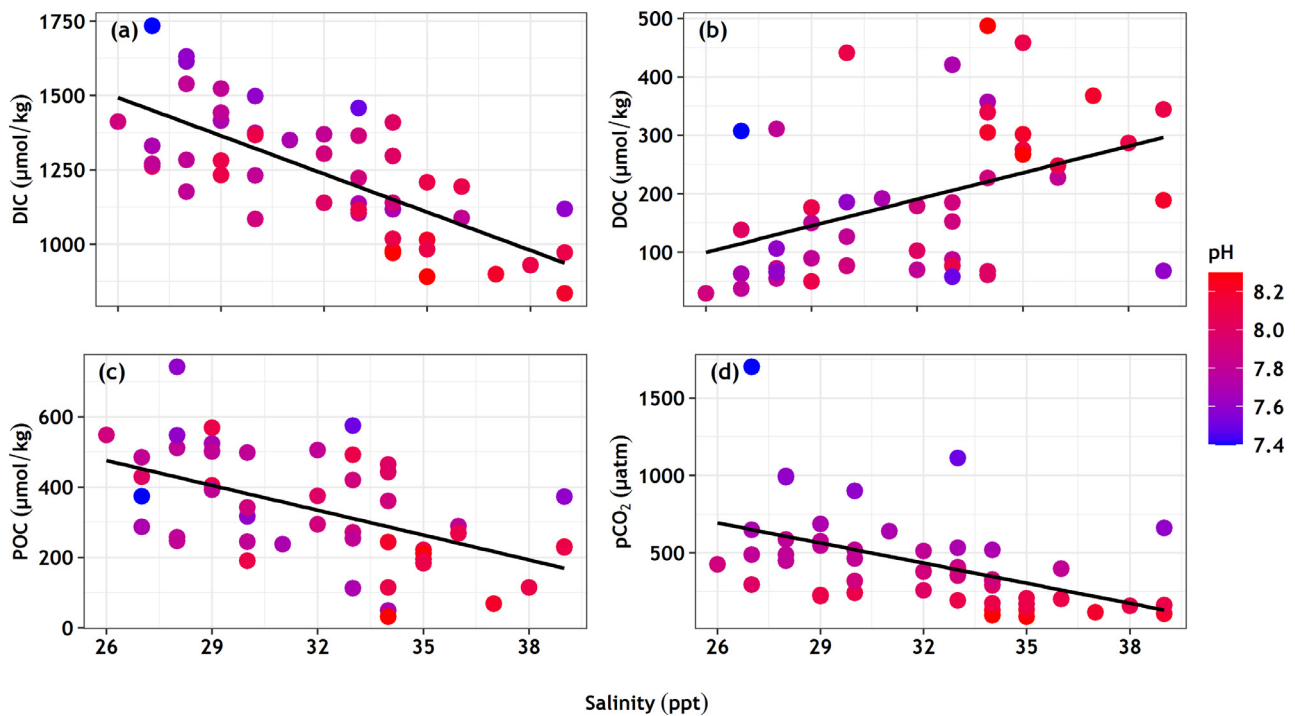 (a)
DIC (µmol/kg)
1750
1500
1250
1000
(b)
DOC (µmol/kg)
500
400
300
200
100
pH
8.2
8.0
7.8
7.6
7.4
(c)
POC (µmol/kg)
600
400
200
0
26 29 32 35 38
(d)
pCO₂ (µatm)
1500
1000
500
26 29 32 35 38
Salinity (ppt)